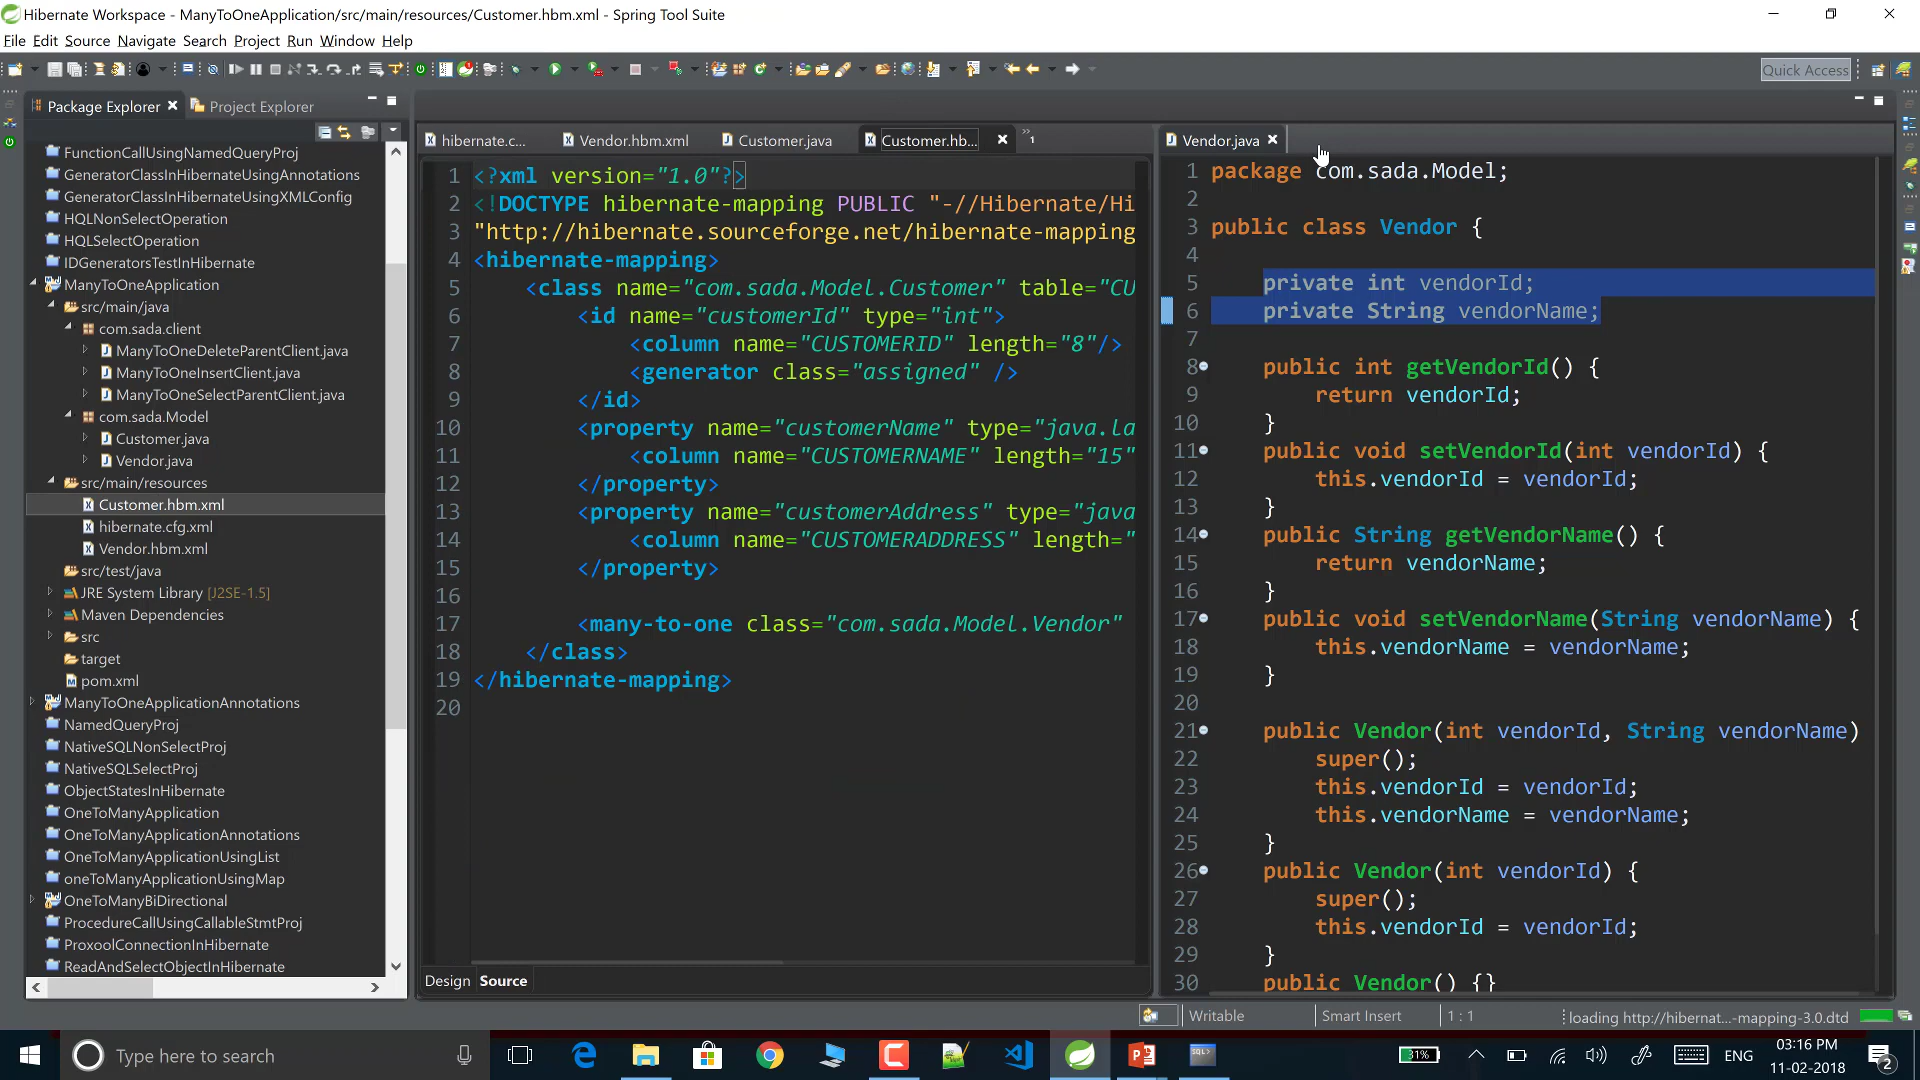 Hibernate Workspace - ManyToOneApplication/src/main/resources/Customer.hbm.xml - Spring Tool Suite
File Edit Source Navigate Search Project Run Window Help
Quick Access
Package Explorer
Project Explorer
FunctionCallUsingNamedQueryProj
GeneratorClassInHibernateUsingAnnotations
GeneratorClassInHibernateUsingXMLConfig
HQLNonSelectOperation
HQLSelectOperation
IDGeneratorsTestInHibernate
ManyToOneApplication
src/main/java
com.sada.client
ManyToOneDeleteParentClient.java
ManyToOneInsertClient.java
ManyToOneSelectParentClient.java
com.sada.Model
Customer.java
Vendor.java
src/main/resources
Customer.hbm.xml
hibernate.cfg.xml
Vendor.hbm.xml
src/test/java
JRE System Library [J2SE-1.5]
Maven Dependencies
src
target
pom.xml
ManyToOneApplicationAnnotations
NamedQueryProj
NativeSQLNonSelectProj
NativeSQLSelectProj
ObjectStatesInHibernate
OneToManyApplication
OneToManyApplicationAnnotations
OneToManyApplicationUsingList
oneToManyApplicationUsingMap
OneToManyBiDirectional
ProcedureCallUsingCallableStmtProj
ProxoolConnectionInHibernate
ReadAndSelectObjectInHibernate
hibernate.c... Vendor.hbm.xml Customer.java Customer.hb... 1
1 <?xml version="1.0"?>
2 <!DOCTYPE hibernate-mapping PUBLIC "-//Hibernate/Hi
3 "http://hibernate.sourceforge.net/hibernate-mapping
4 <hibernate-mapping>
5 <class name="com.sada.Model.Customer" table="CU
6 <id name="customerId" type="int">
7 <column name="CUSTOMERID" length="8"/>
8 <generator class="assigned" />
9 </id>
10 <property name="customerName" type="java.la
11 <column name="CUSTOMERNAME" length="15"
12 </property>
13 <property name="customerAddress" type="java
14 <column name="CUSTOMERADDRESS" length="
15 </property>
16
17 <many-to-one class="com.sada.Model.Vendor"
18 </class>
19 </hibernate-mapping>
20
Design Source
Vendor.java
1 package com.sada.Model;
2
3 public class Vendor {
4
5 private int vendorId;
6 private String vendorName;
7
8 public int getVendorId() {
9 return vendorId;
10 }
11 public void setVendorId(int vendorId) {
12 this.vendorId = vendorId;
13 }
14 public String getVendorName() {
15 return vendorName;
16 }
17 public void setVendorName(String vendorName) {
18 this.vendorName = vendorName;
19 }
20
21 public Vendor(int vendorId, String vendorName)
22 super();
23 this.vendorId = vendorId;
24 this.vendorName = vendorName;
25 }
26 public Vendor(int vendorId) {
27 super();
28 this.vendorId = vendorId;
29 }
30 public Vendor() {}
Writable Smart Insert 1 : 1 loading http://hibernat...-mapping-3.0.dtd
Type here to search
31%
ENG
03:16 PM
11-02-2018
2